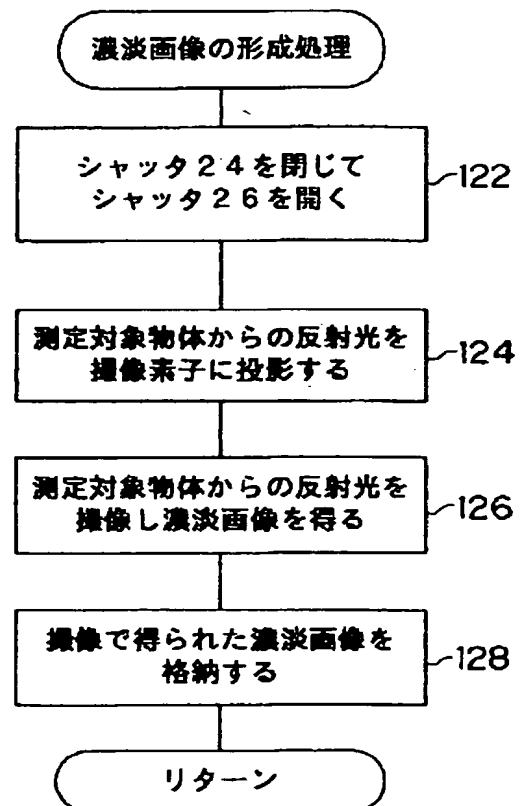 濃淡画像の形成処理
シャッタ24を閉じて
シャッタ26を開く
122
測定対象物体からの反射光を
撮像素子に投影する
124
測定対象物体からの反射光を
撮像し濃淡画像を得る
126
撮像で得られた濃淡画像を
格納する
128
リターン